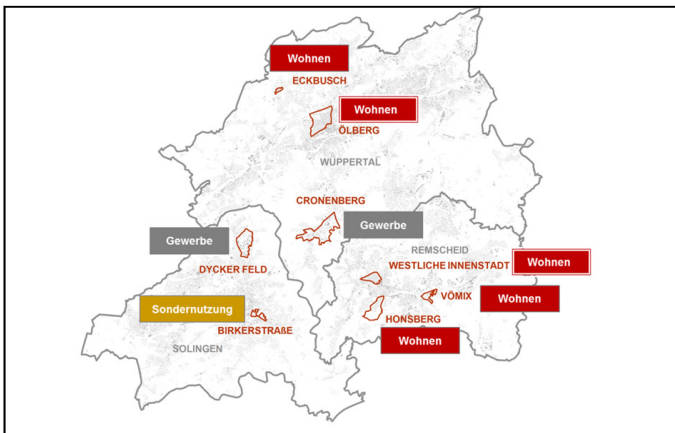 Wohnen
ECKBUSCH
Wohnen
ÖLBERG
WUPPERTAL
CRONENBERG
Gewerbe
Gewerbe
DYCKER FELD
REMSCHEID
WESTLICHE INNENSTADT
Wohnen
VÖMIX
Wohnen
Sondernutzung
BIRKERSTRAßE
HONSBERG
Wohnen
SOLINGEN